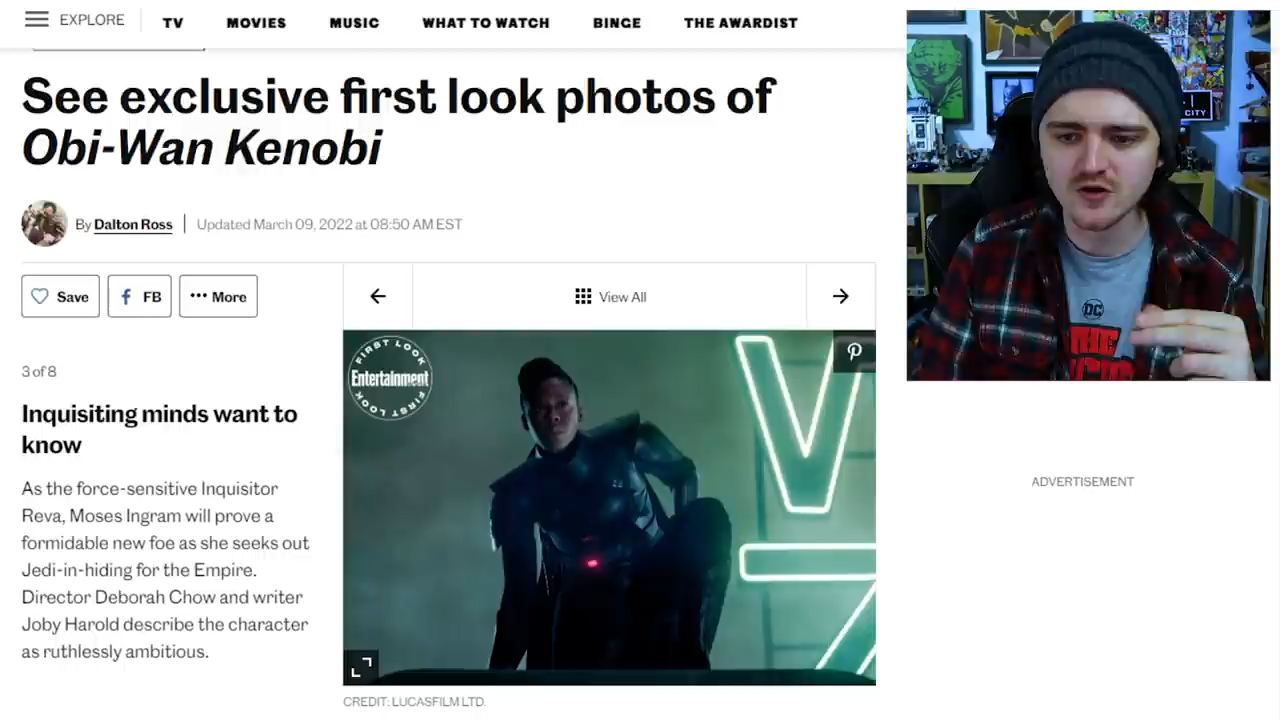 EXPLORE
TV
MOVIES
MUSIC
WHAT TO WATCH
BINGE
THE AWARDIST
See exclusive first look photos of
Obi-Wan Kenobi
By Dalton Ross
Updated March 09, 2022 at 08:50 AM EST
Save
FB
More
View All
3 of 8
Inquisiting minds want to
know
As the force-sensitive Inquisitor
Reva, Moses Ingram will prove a
formidable new foe as she seeks out
Jedi-in-hiding for the Empire.
Director Deborah Chow and writer
Joby Harold describe the character
as ruthlessly ambitious.
FIRST LOOK
Entertainment
FIRST LOOK
CREDIT: LUCASFILM LTD.
CITY
DC
ADVERTISEMENT